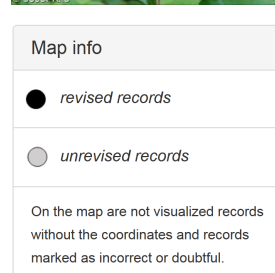 Map info
revised records
unrevised records
On the map are not visualized records
without the coordinates and records
marked as incorrect or doubtful.